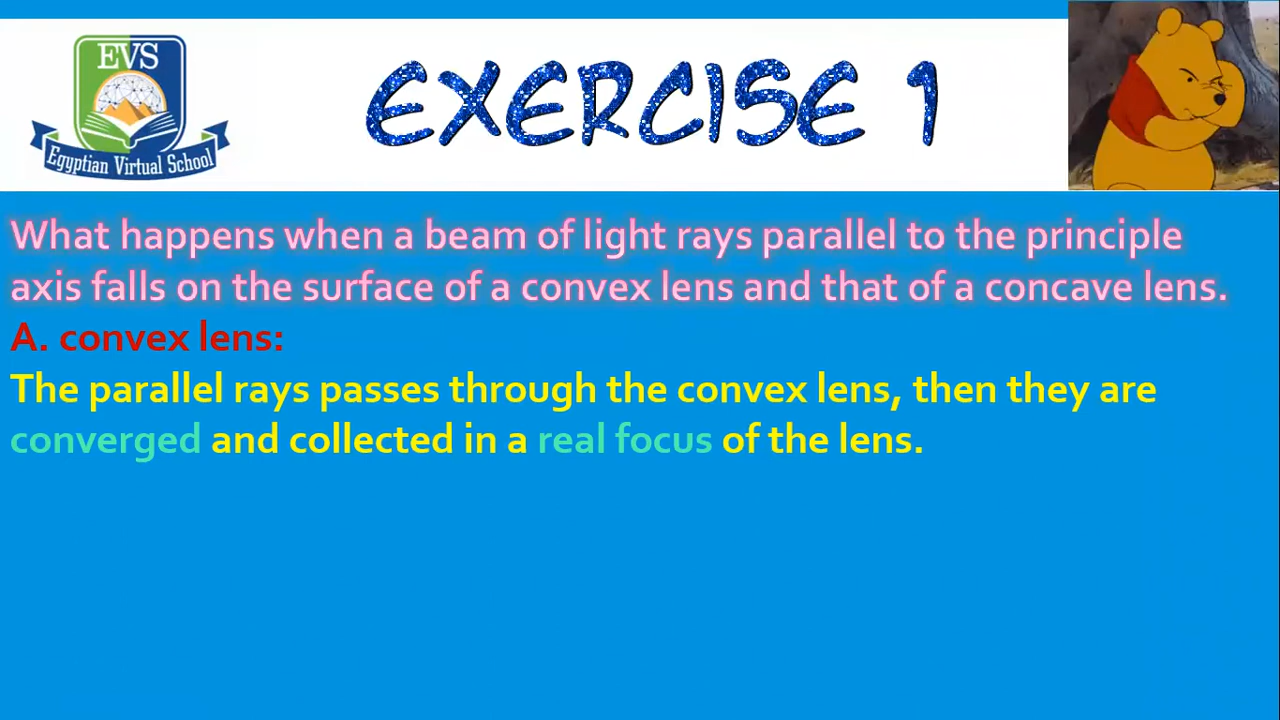 EVS
Egyptian Virtual School
EXERCISE 1
What happens when a beam of light rays parallel to the principle
axis falls on the surface of a convex lens and that of a concave lens.
A. convex lens:
The parallel rays passes through the convex lens, then they are
converged and collected in a real focus of the lens.